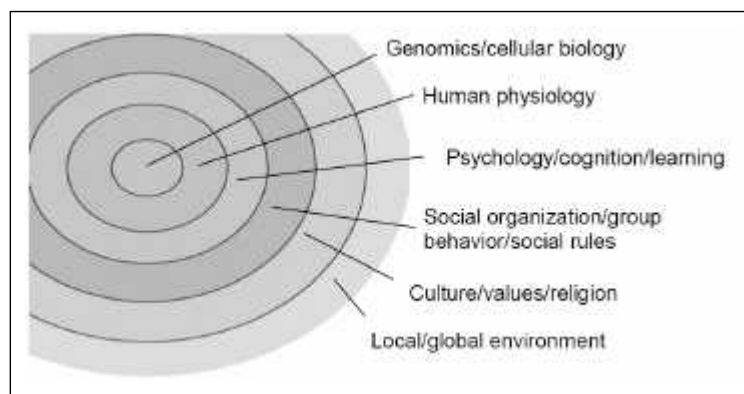 Genomics/cellular biology
Human physiology
Psychology/cognition/learning
Social organization/group
behavior/social rules
Culture/values/religion
Local/global environment